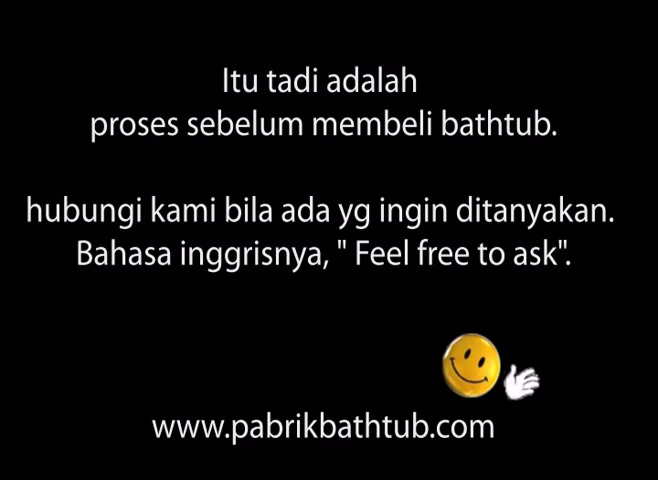 Itu tadi adalah
proses sebelum membeli bathtub.
hubungi kami bila ada yg ingin ditanyakan.
Bahasa inggrisnya, " Feel free to ask".
www.pabrikbathtub.com